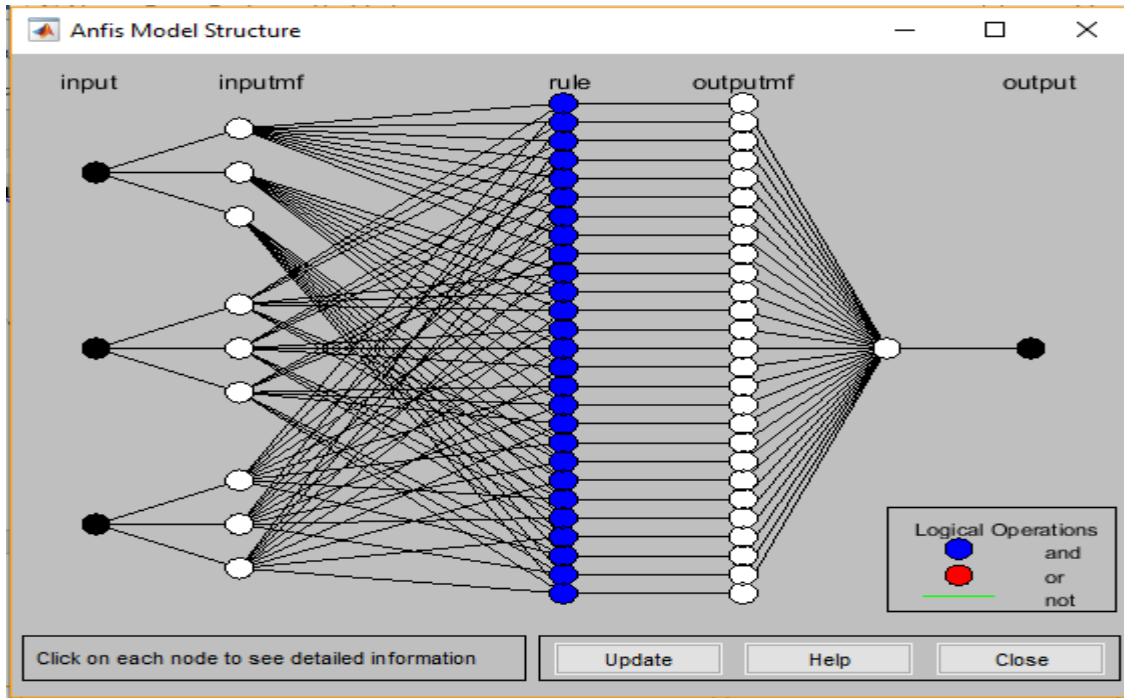 Anfis Model Structure
input inputmf rule outputmf output
Logical Operations
and
or
not
Click on each node to see detailed information
Update Help Close